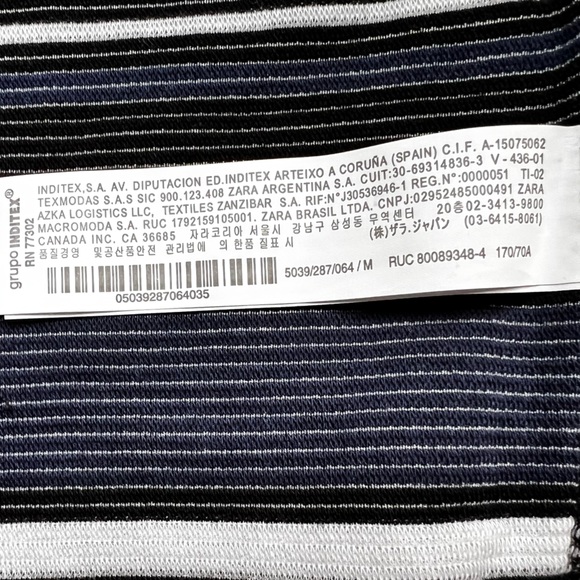 grupo INDITEX®
RN 77302
INDITEX,S.A. AV. DIPUTACION ED.INDITEX ARTEIXO A CORUÑA (SPAIN) C.I.F. A-15075062
TEXMODAS S.A.S SIC 900.123.408 ZARA ARGENTINA S.A. CUIT:30-69314836-3 V - 436-01
AZKA LOGISTICS LLC, TEXTILES ZANZIBAR S.A. RIF:N°J30536946-1 REG.N°:0000051 TI-02
MACROMODA S.A. RUC 1792159105001. ZARA BRASIL LTDA. CNPJ:02952485000491 ZARA
CANADA INC. CA 36685 자라코리아 서울시 강남구 삼성동 무역센터 20층02-3413-9800
품질경영 및공산품안전 관리법에 의한품질표시 (株)ザラ.ジャパン (03-6415-8061)
05039287064035
5039/287/064 / M RUC 80089348-4 170/70A